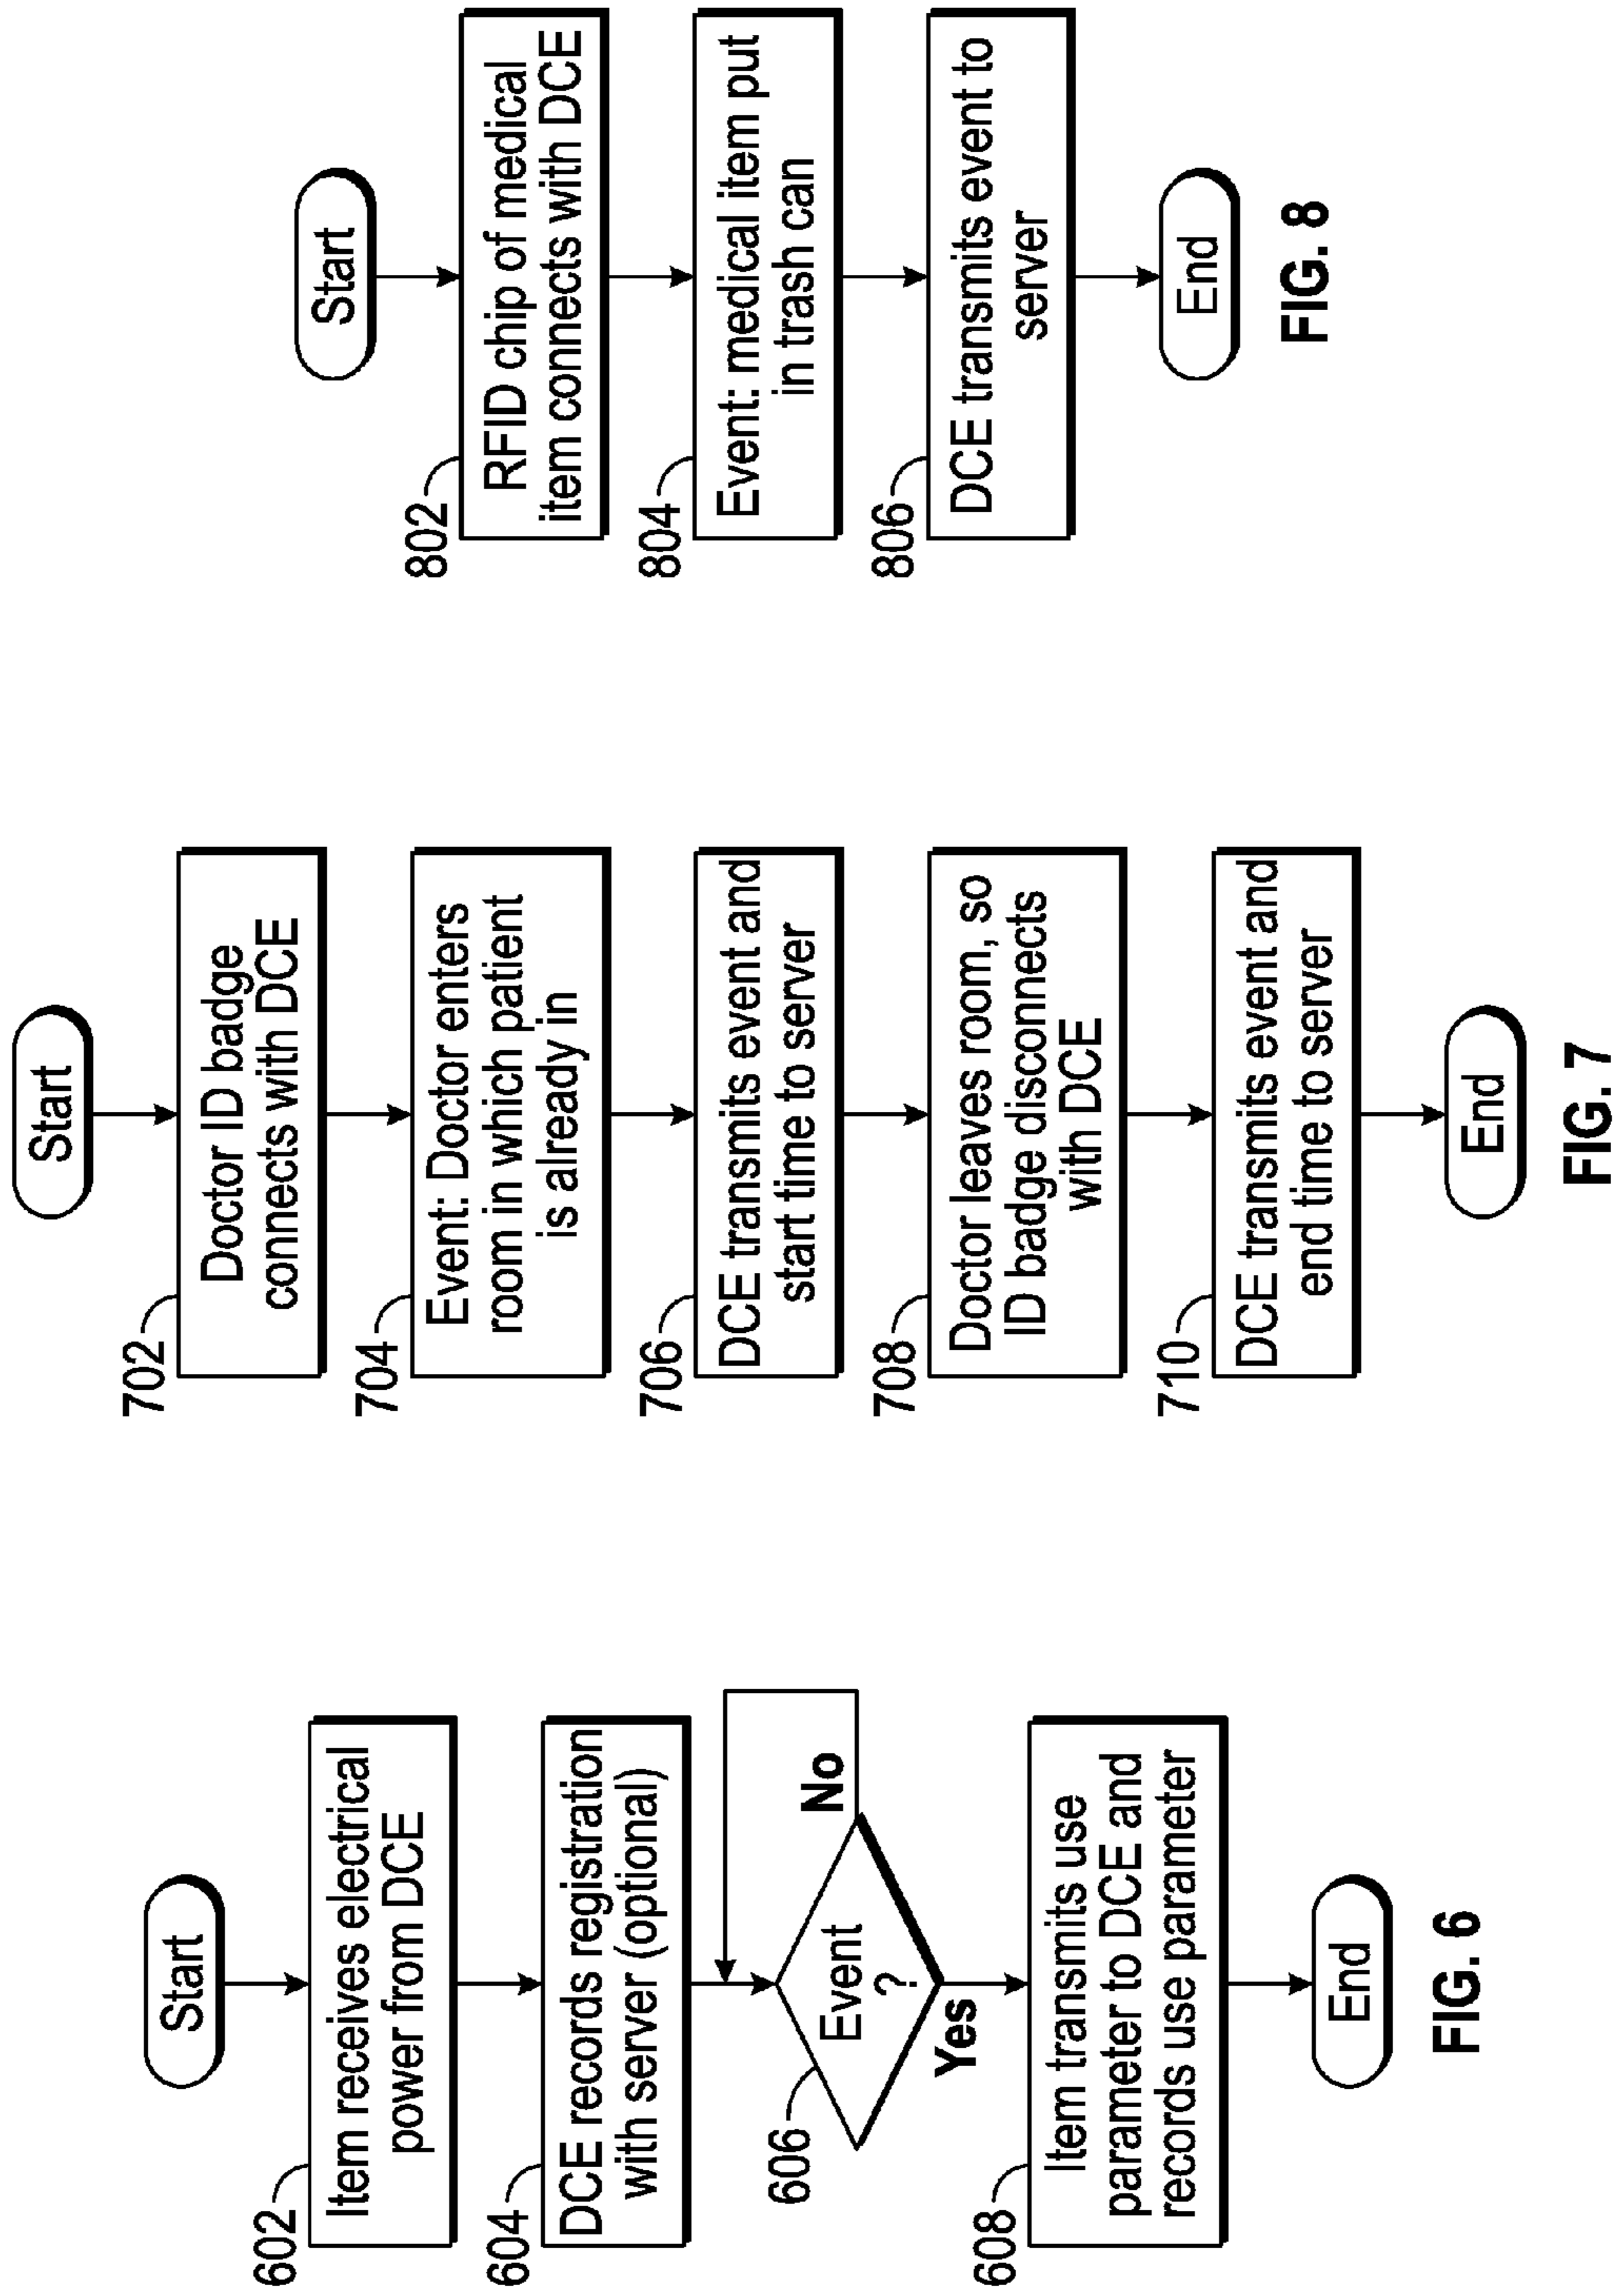 Start
602
Item receives electrical
power from DCE
604
DCE records registration
with server (optional)
606
Event
?
No
Yes
608
Item transmits use
parameter to DCE and
records use parameter
End
FIG. 6
Start
702
Doctor ID badge
connects with DCE
704
Event: Doctor enters
room in which patient
is already in
706
DCE transmits event and
start time to server
708
Doctor leaves room, so
ID badge disconnects
with DCE
710
DCE transmits event and
end time to server
End
FIG. 7
Start
802
RFID chip of medical
item connects with DCE
804
Event: medical item put
in trash can
806
DCE transmits event to
server
End
FIG. 8